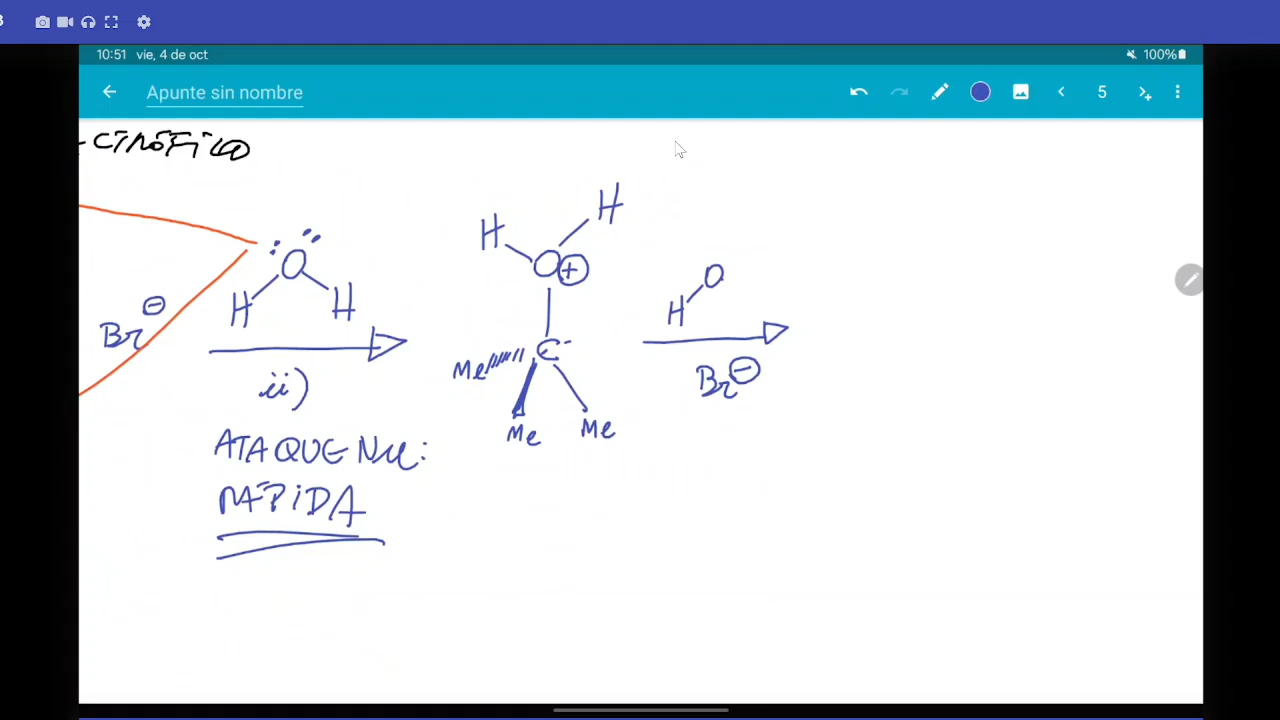 10:51 vie, 4 de oct
100%
Apunte sin nombre
5
H
H O ⊕
C
Me
Me Me
O
H H
Br ⊖
ii)
ATAQUE Nu:
RÁPIDA
O
H
Br ⊖